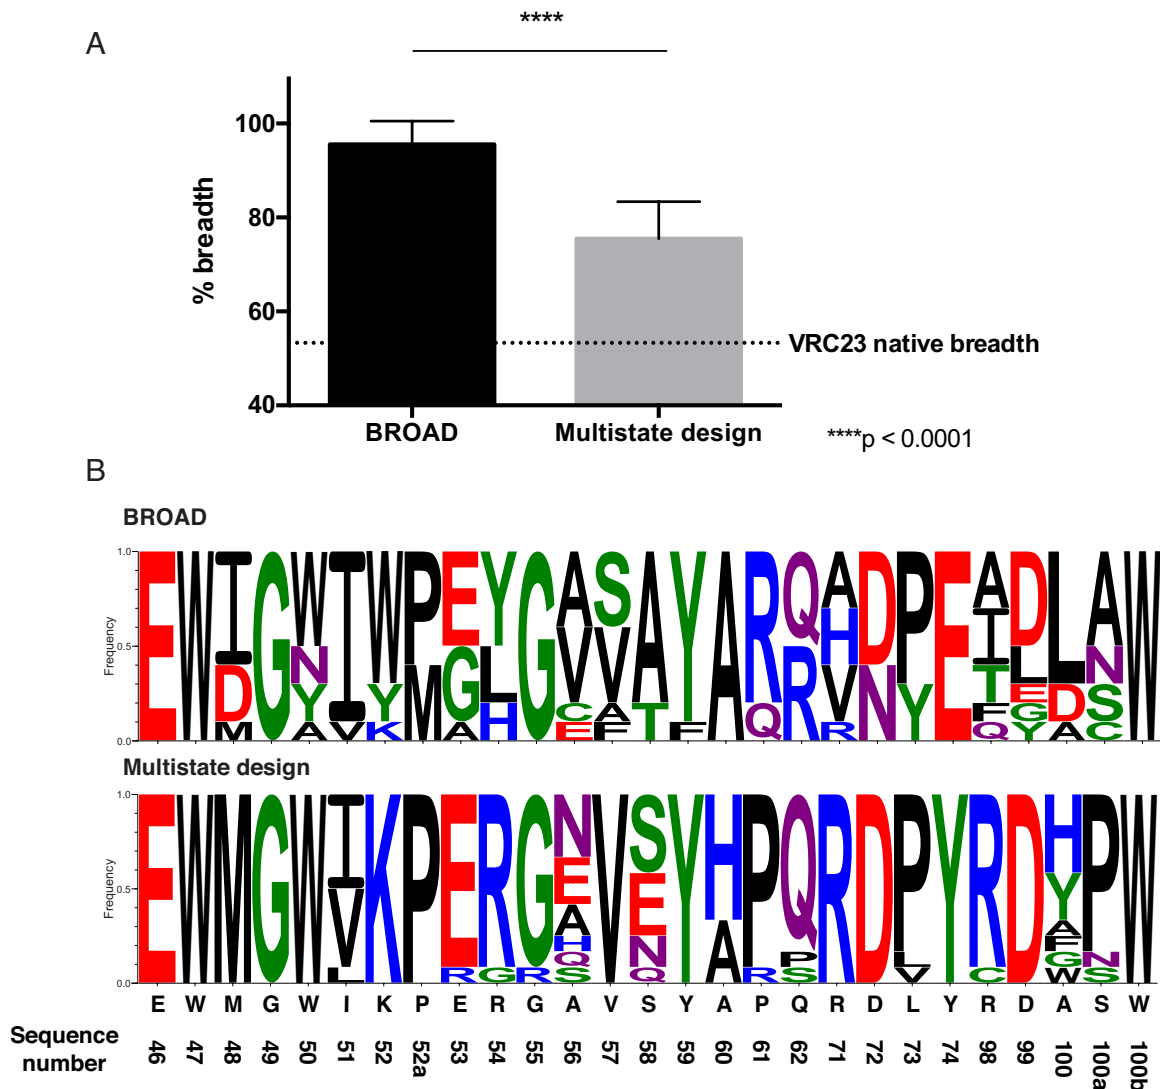 A
****
100
80
60
40
% breadth
VRC23 native breadth
BROAD
Multistate design
****p < 0.0001
B
BROAD
1.0
0.5
0.0
Frequency
E W I G W I W P E Y G A S A Y A R Q A D P E A D L A W
D N V Y M G L V V T F Q R H N Y I L D N
M Y K A H C A V T E A S
A E F R F G C
Q Y
Multistate design
1.0
0.5
0.0
Frequency
E W M G W I K P E R G N V S Y H P Q R D P Y R D H P W
V R G R E E A R P L C Y N
L A N S V A S
H Q F
Q G
S W
E W M G W I K P E R G A V S Y A P Q R D L Y R D A S W
Sequence number
46 47 48 49 50 51 52 52a 53 54 55 56 57 58 59 60 61 62 71 72 73 74 98 99 100 100a 100b